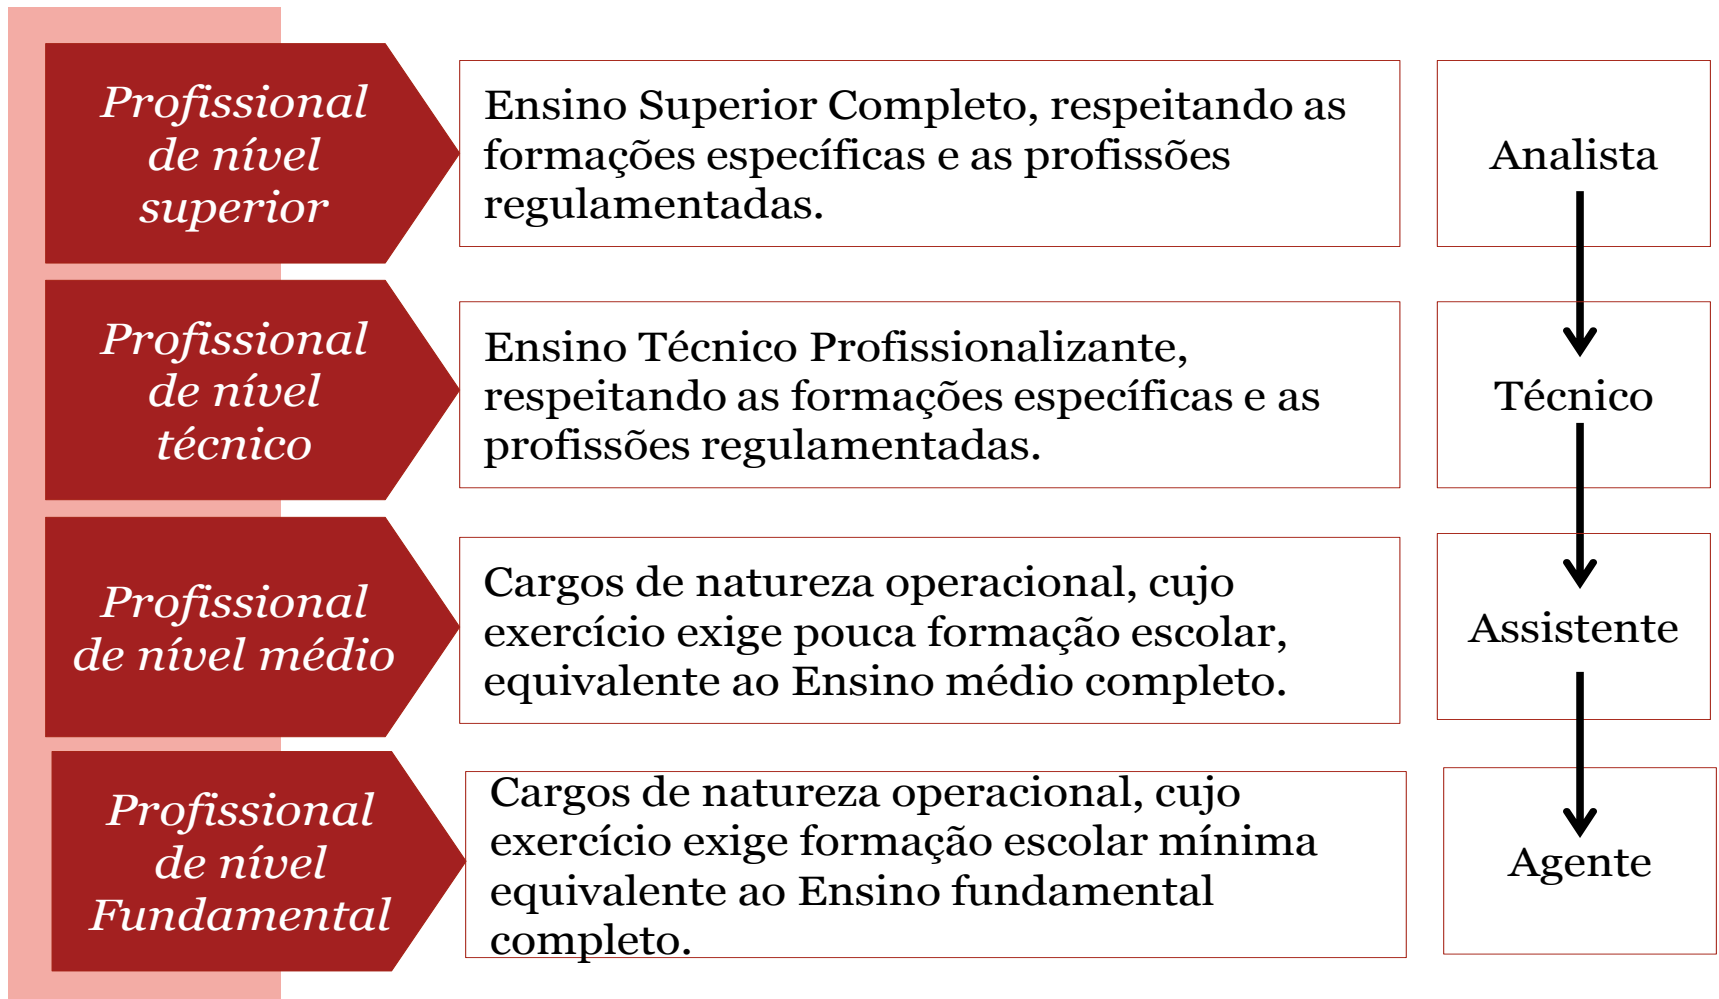 Profissional
de nível
superior
Ensino Superior Completo, respeitando as
formações específicas e as profissões
regulamentadas.
Analista
Profissional
de nível
técnico
Ensino Técnico Profissionalizante,
respeitando as formações específicas e as
profissões regulamentadas.
Técnico
Profissional
de nível médio
Cargos de natureza operacional, cujo
exercício exige pouca formação escolar,
equivalente ao Ensino médio completo.
Assistente
Profissional
de nível
Fundamental
Cargos de natureza operacional, cujo
exercício exige formação escolar mínima
equivalente ao Ensino fundamental
completo.
Agente